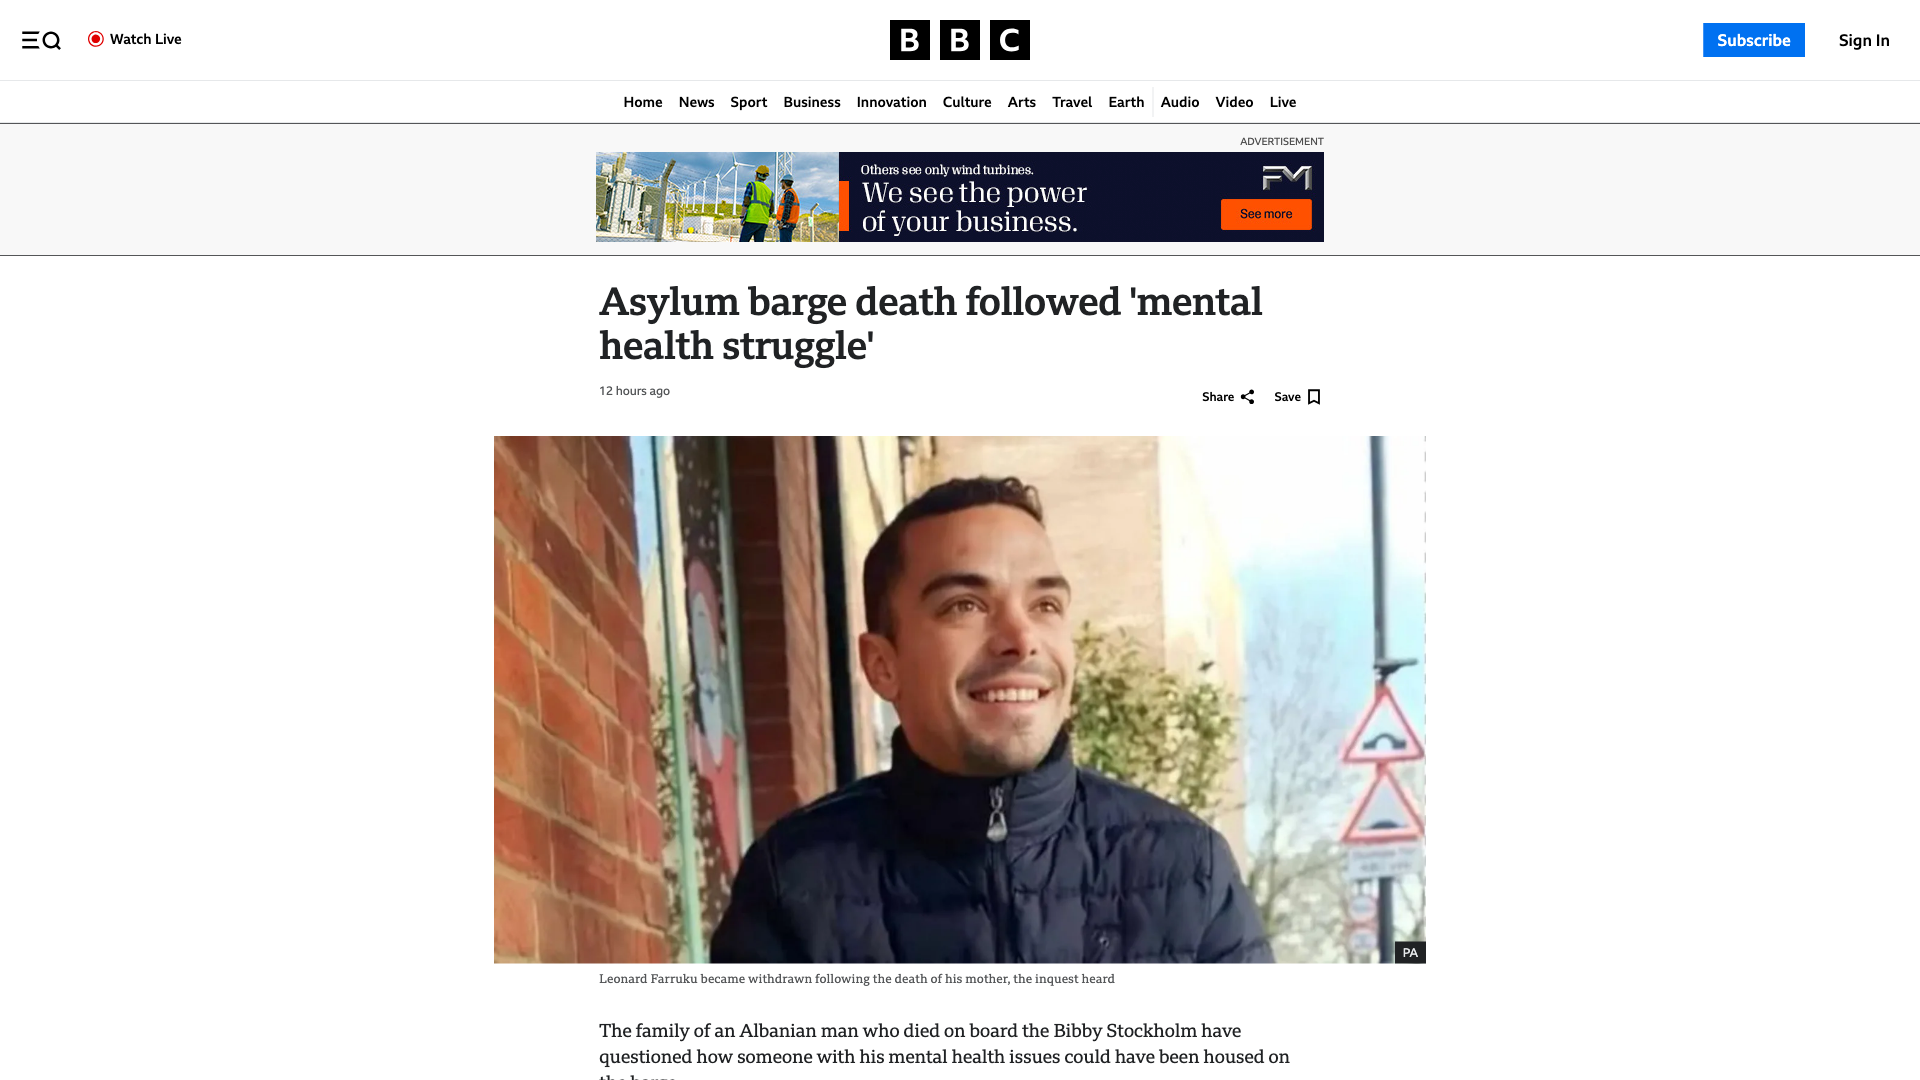 Watch Live
BBC
Subscribe
Sign In
Home News Sport Business Innovation Culture Arts Travel Earth Audio Video Live
ADVERTISEMENT
Others see only wind turbines.
We see the power
of your business.
FM
See more
Asylum barge death followed 'mental
health struggle'
12 hours ago
Share
Save
PA
Leonard Farruku became withdrawn following the death of his mother, the inquest heard
The family of an Albanian man who died on board the Bibby Stockholm have
questioned how someone with his mental health issues could have been housed on